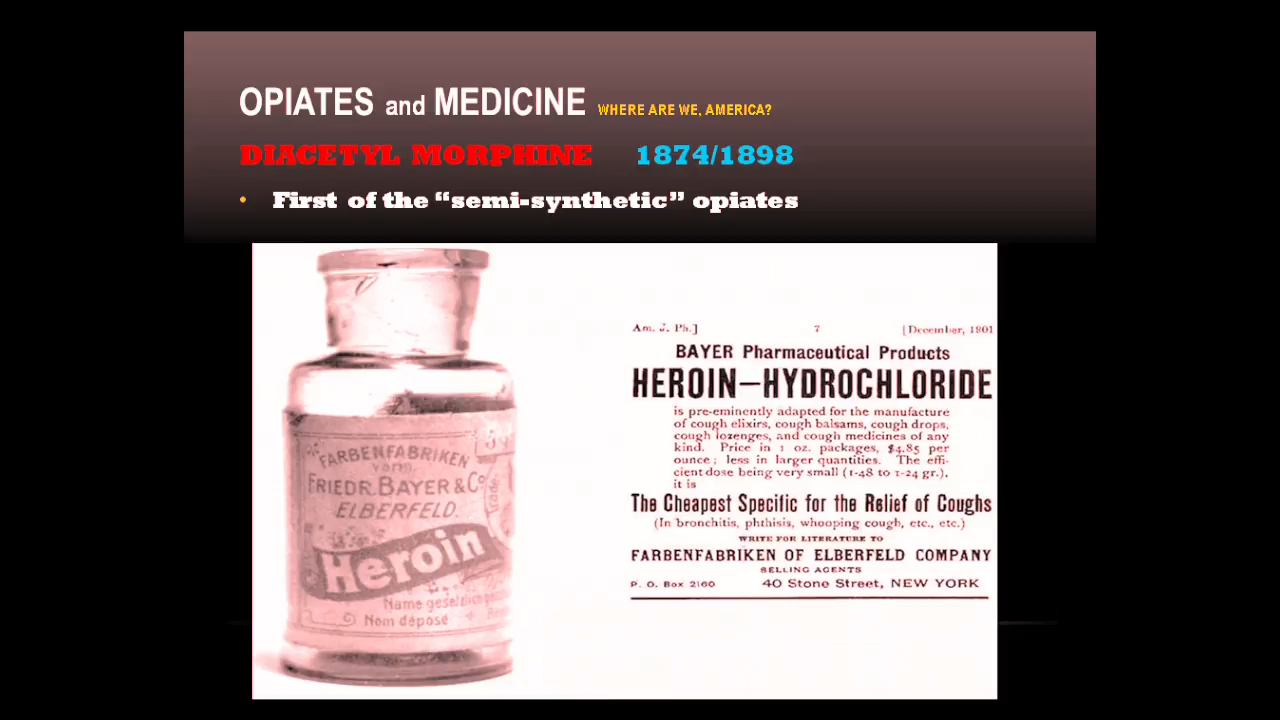 OPIATES and MEDICINE WHERE ARE WE, AMERICA?
DIACETYL MORPHINE 1874/1898
• First of the “semi-synthetic” opiates
FARBENFABRIKEN
vorm.
FRIEDR. BAYER & Co
ELBERFELD.
Heroin
Nom déposé
Am. J. Ph.] 7 [December, 1901
BAYER Pharmaceutical Products
HEROIN—HYDROCHLORIDE
is pre-eminently adapted for the manufacture
of cough elixirs, cough balsams, cough drops,
cough lozenges, and cough medicines of any
kind. Price in 1 oz. packages, $4.85 per
ounce; less in larger quantities. The effi-
cient dose being very small (1-48 to 1-24 gr.),
it is
The Cheapest Specific for the Relief of Coughs
(In bronchitis, phthisis, whooping cough, etc., etc.)
WRITE FOR LITERATURE TO
FARBENFABRIKEN OF ELBERFELD COMPANY
SELLING AGENTS
P. O. Box 2160 40 Stone Street, NEW YORK